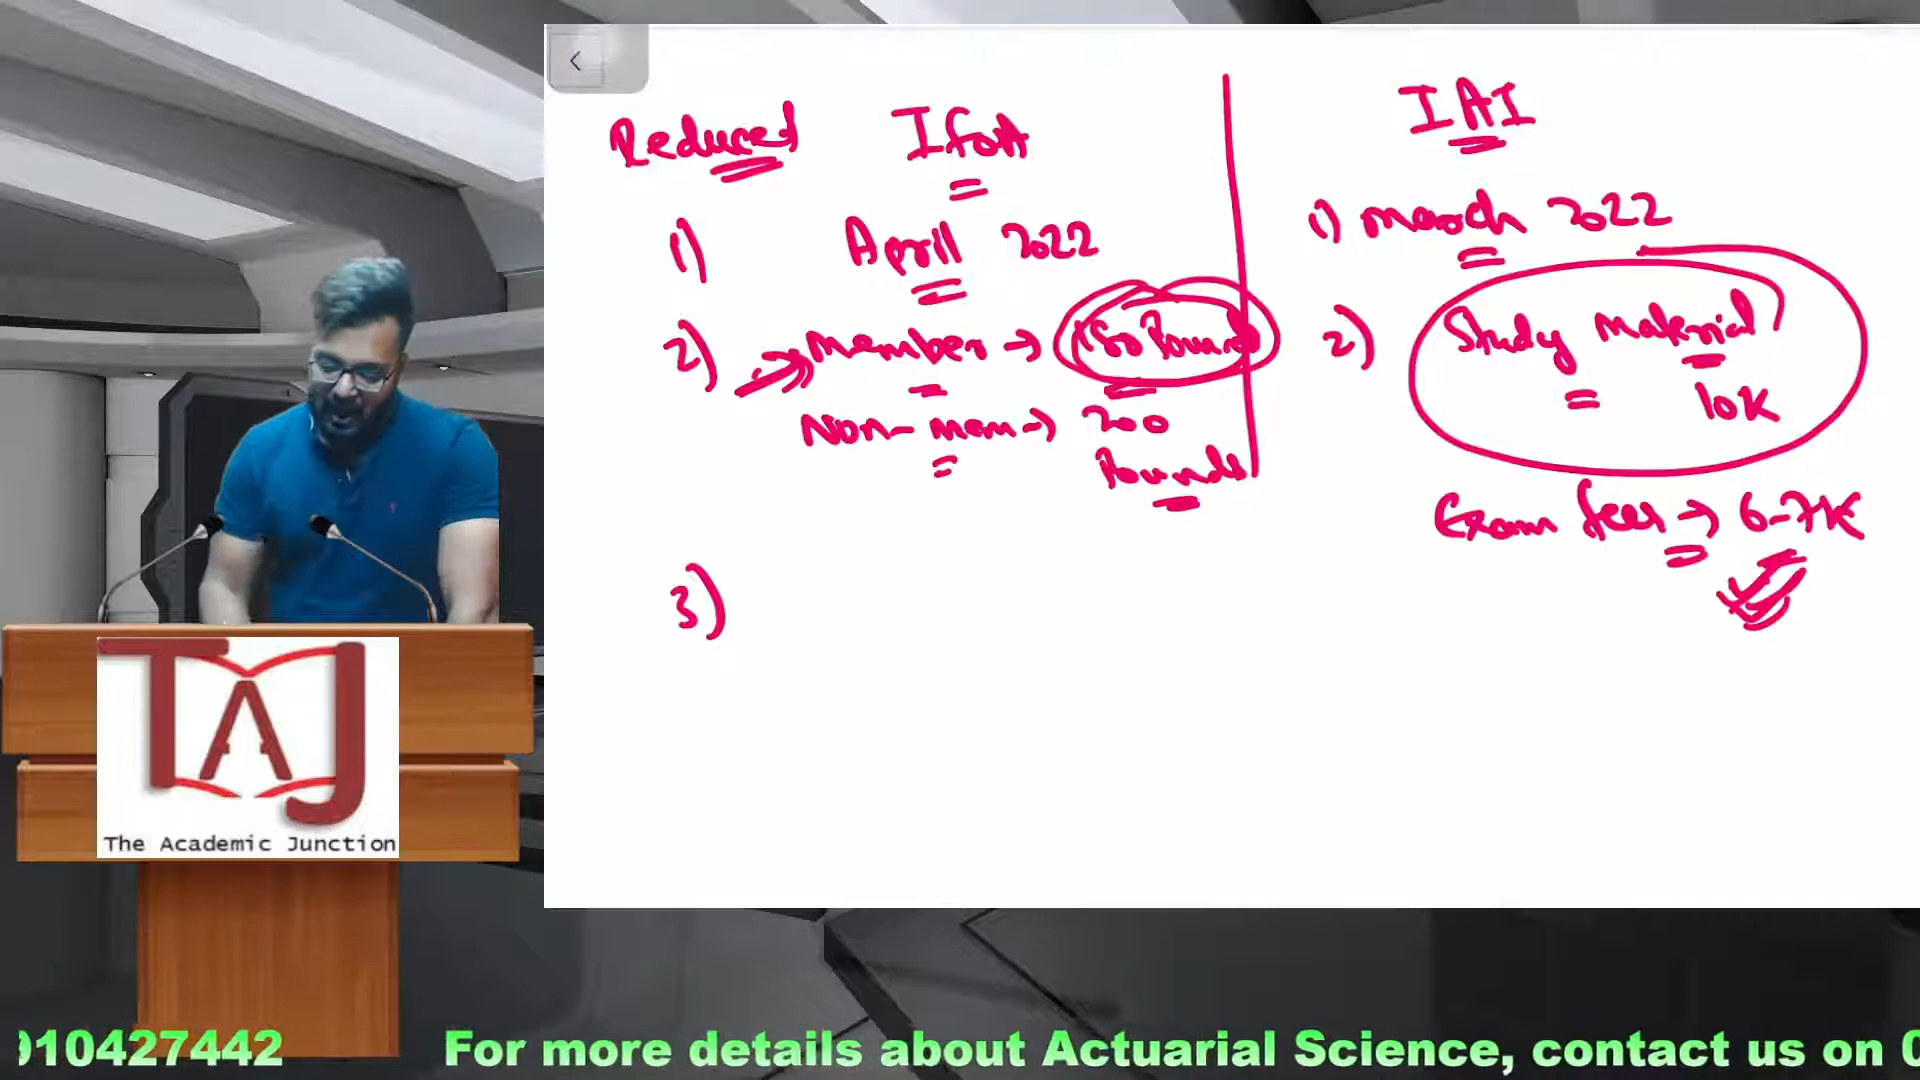 Reduced IfoA
1) April 2022
2) Member → 150 Pounds
Non-mem → 200
Pounds
3)
IAI
1) March 2022
2) Study Material
10K
Exam fees → 6-7K
TAJ
The Academic Junction
910427442 For more details about Actuarial Science, contact us on 0